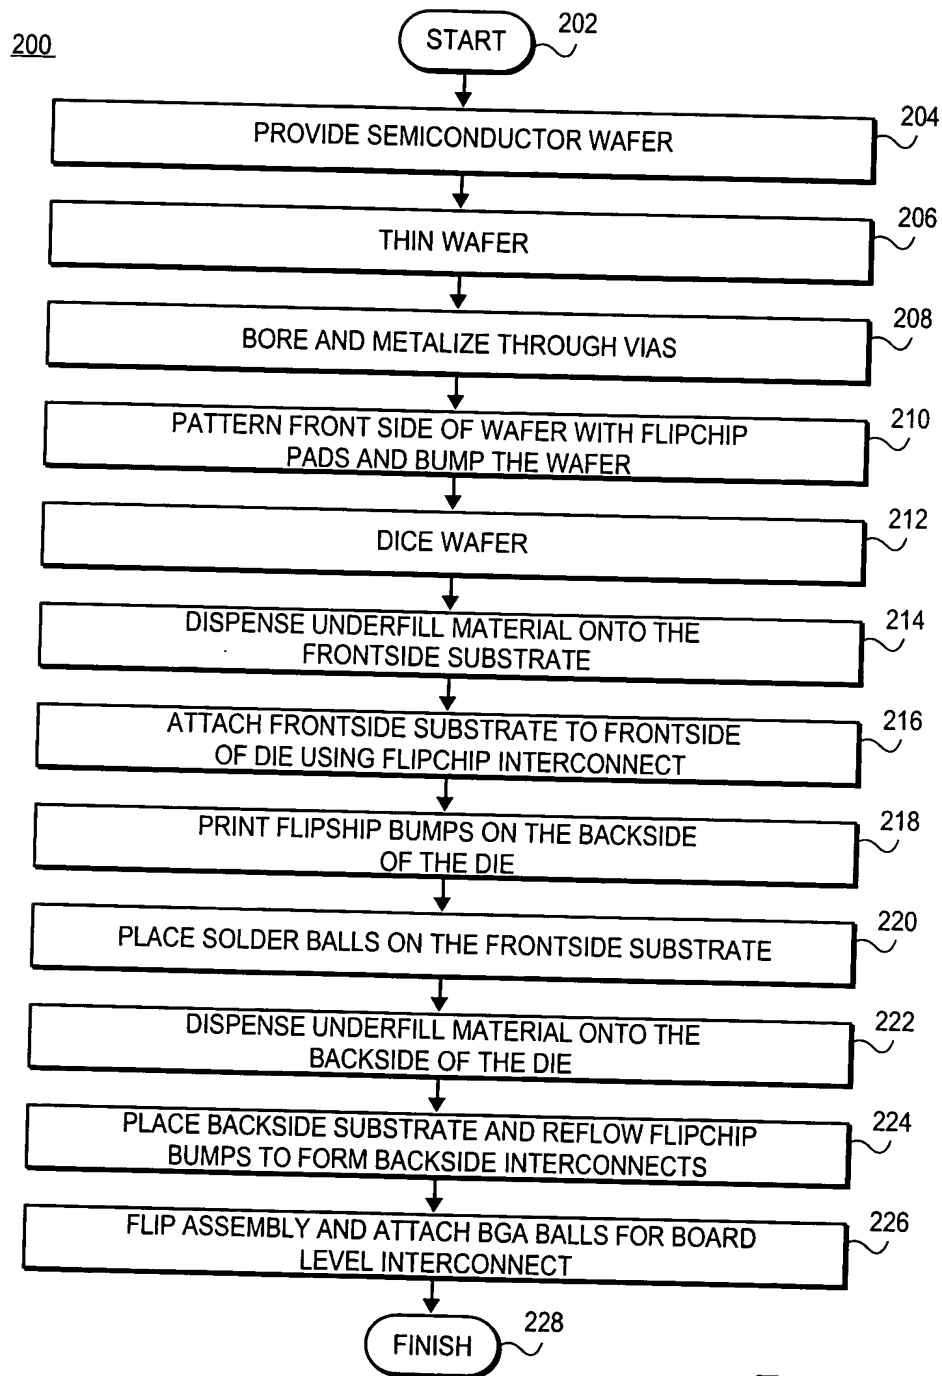 200
START
202
PROVIDE SEMICONDUCTOR WAFER
204
THIN WAFER
206
BORE AND METALIZE THROUGH VIAS
208
PATTERN FRONT SIDE OF WAFER WITH FLIPCHIP
PADS AND BUMP THE WAFER
210
DICE WAFER
212
DISPENSE UNDERFILL MATERIAL ONTO THE
FRONTSIDE SUBSTRATE
214
ATTACH FRONTSIDE SUBSTRATE TO FRONTSIDE
OF DIE USING FLIPCHIP INTERCONNECT
216
PRINT FLIPSHIP BUMPS ON THE BACKSIDE
OF THE DIE
218
PLACE SOLDER BALLS ON THE FRONTSIDE SUBSTRATE
220
DISPENSE UNDERFILL MATERIAL ONTO THE
BACKSIDE OF THE DIE
222
PLACE BACKSIDE SUBSTRATE AND REFLOW FLIPCHIP
BUMPS TO FORM BACKSIDE INTERCONNECTS
224
FLIP ASSEMBLY AND ATTACH BGA BALLS FOR BOARD
LEVEL INTERCONNECT
226
FINISH
228